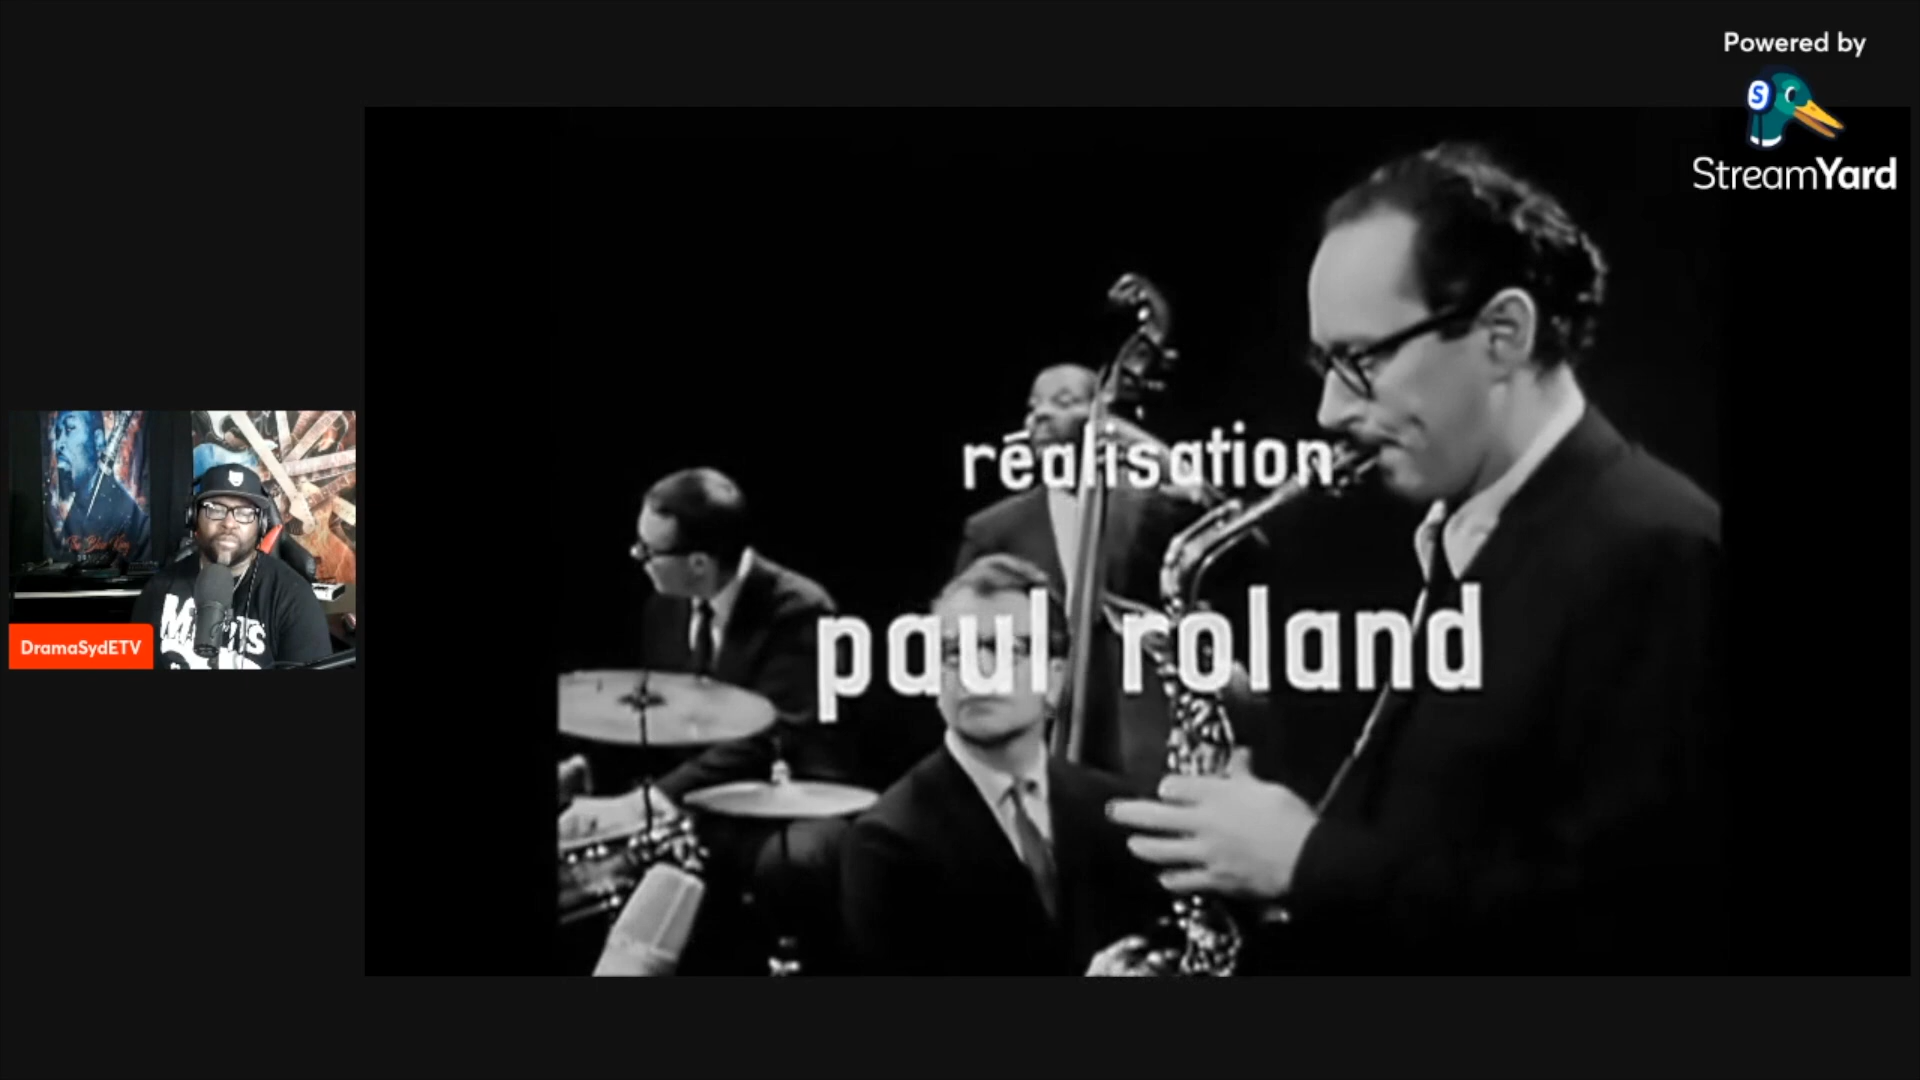 Powered by
StreamYard
réalisation
paul roland
DramaSydETV